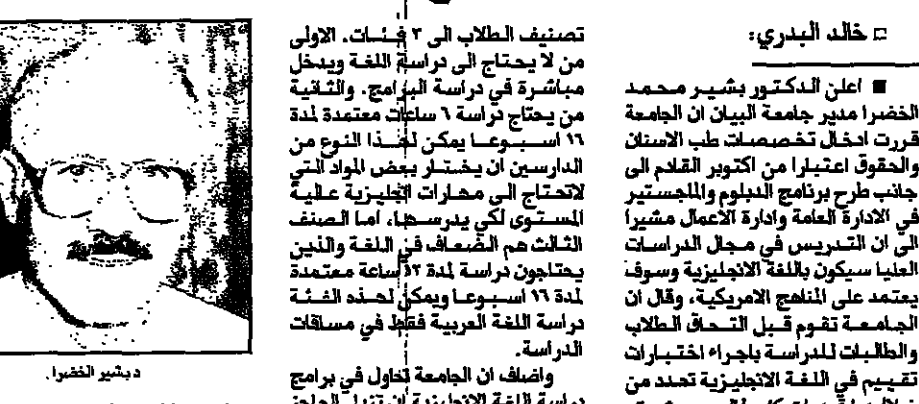 □ خالد البدري:
■ اعلن الدكتور بشير محمد
الخضرا مدير جامعة البيان ان الجامعة
قررت ادخال تخصصات طب الاسنان
والحقوق اعتبارا من اكتوبر القادم الى
جانب طرح برنامج الدبلوم والماجستير
في الادارة العامة وادارة الاعمال مشيرا
الى ان التدريس في مجال الدراسات
العليا سيكون باللغة الانجليزية وسوف
يعتمد على المناهج الامريكية، وقال ان
الجامعة تقوم قبل التحاق الطلاب
والطالبات للدراسة باجراء اختبارات
تقييم في اللغة الانجليزية تحدد من
تصنيف الطلاب الى ٣ فئات. الاولى
من لا يحتاج الى دراسة اللغة ويدخل
مباشرة في دراسة البرامج. والثانية
من يحتاج دراسة ٦ ساعات معتمدة لمدة
١٦ اسبوعا يمكن لهذا النوع من
الدارسين ان يختار بعض المواد التي
لاتحتاج الى مهارات انجليزية عالية
المستوى لكي يدرسها، اما الصنف
الثالث هم الضعاف في اللغة والذين
يحتاجون دراسة لمدة ١٢ ساعة معتمدة
لمدة ١٦ اسبوعا ويمكن لهذه الفئة
دراسة اللغة العربية فقط في مساقات
الدراسة.
واضاف ان الجامعة تحاول في برامج
دراسة اللغة الانجليزية ان
د بشير الخضرا.